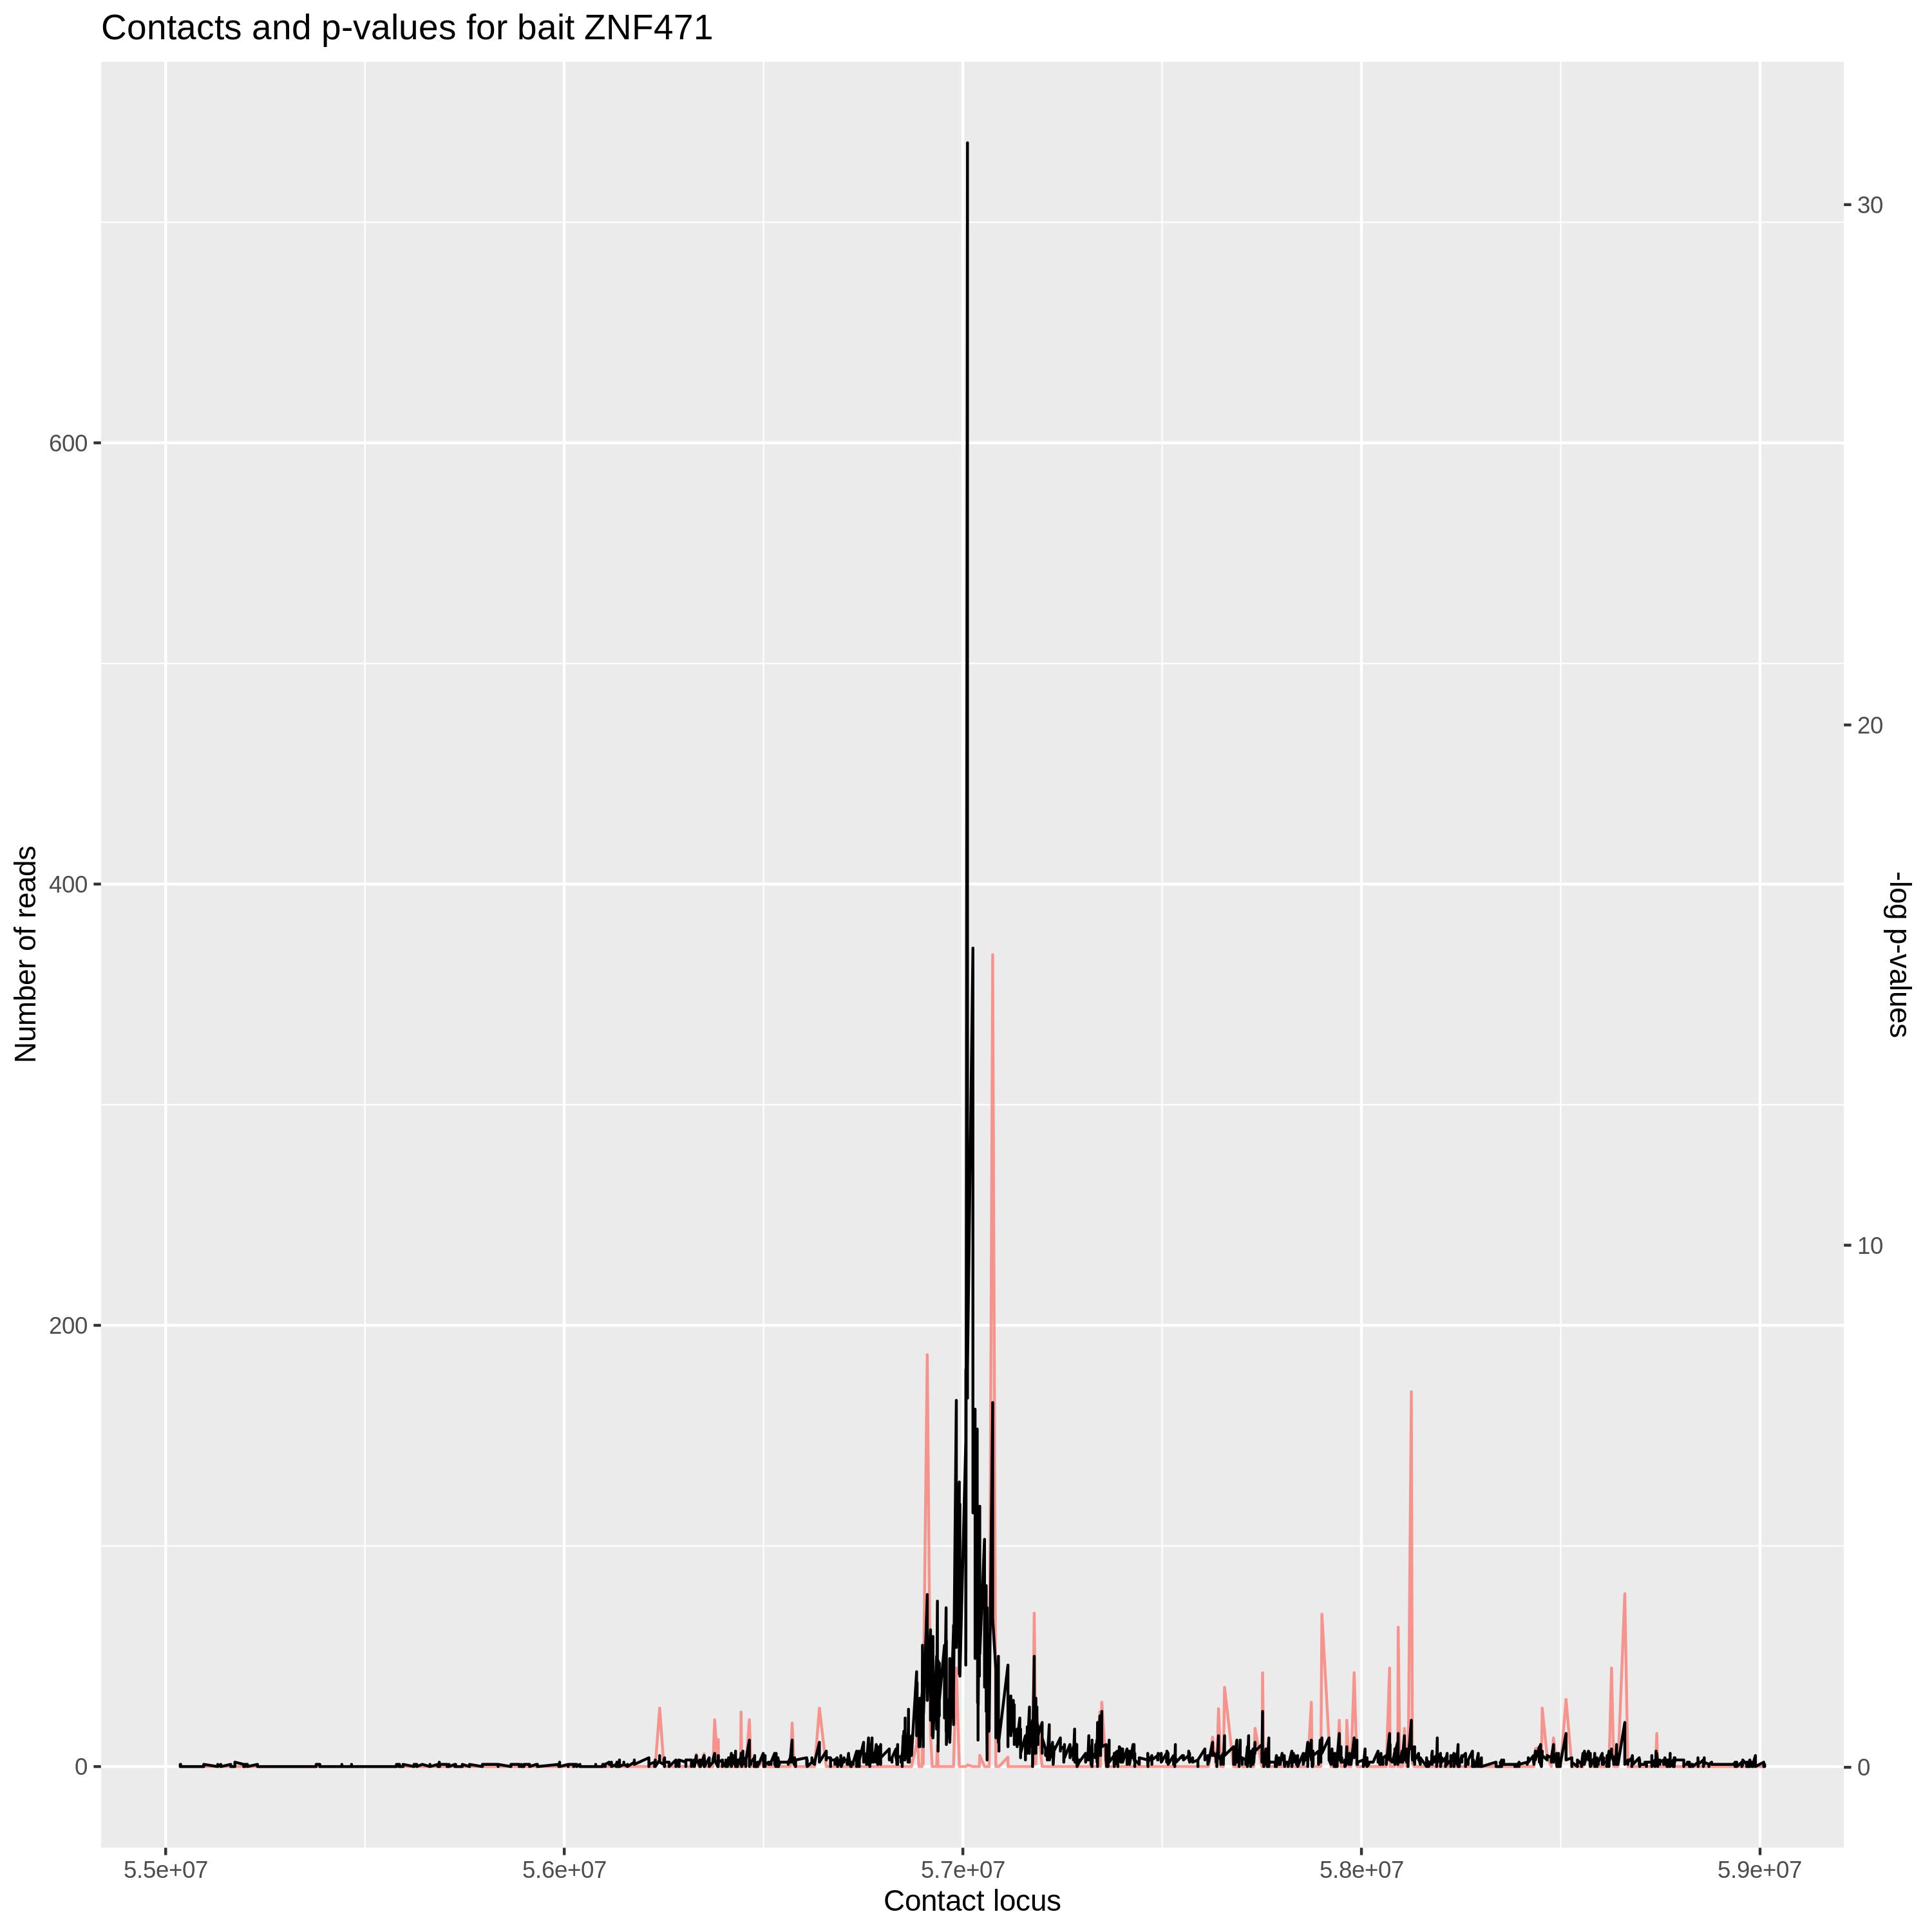 Contacts and p-values for bait ZNF471
Number of reads
600
400
200
0
30
20
10
0
-log p-values
5.5e+07 5.6e+07 5.7e+07 5.8e+07 5.9e+07
Contact locus